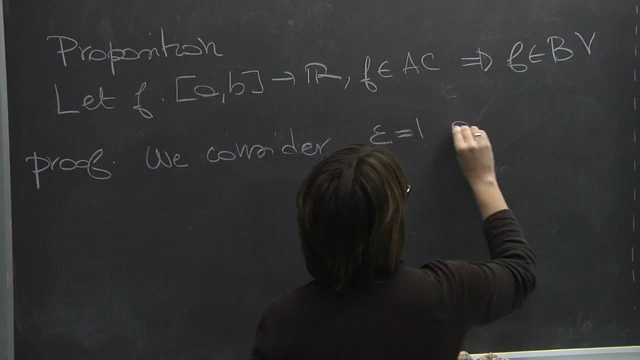 Proposition
Let f: [a,b] → ℝ, f ∈ AC ⇒ f ∈ BV
proof. We consider ε = 1